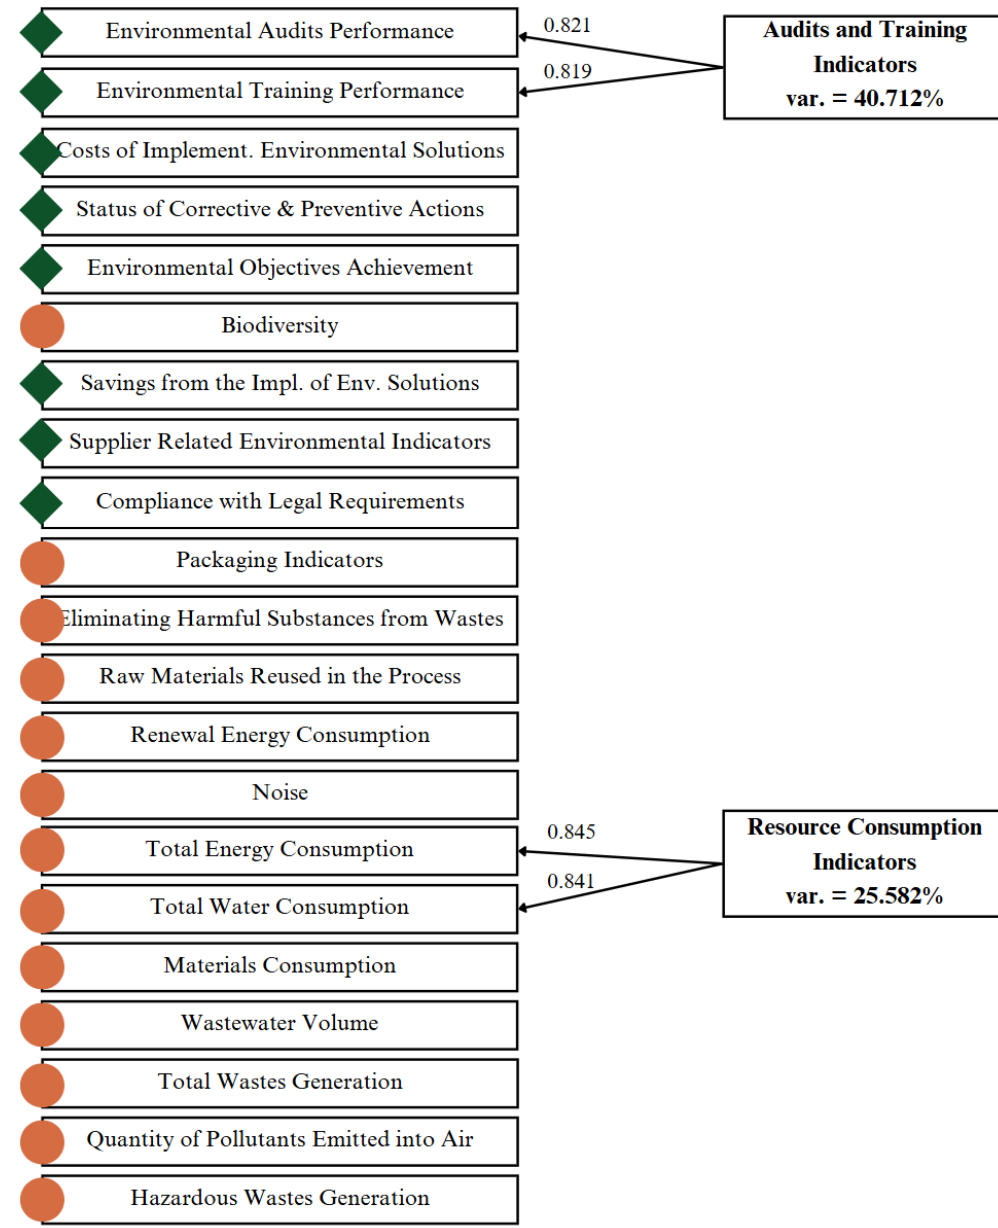 Environmental Audits Performance
0.821
Audits and Training
Indicators
var. = 40.712%
Environmental Training Performance
0.819
Costs of Implement. Environmental Solutions
Status of Corrective & Preventive Actions
Environmental Objectives Achievement
Biodiversity
Savings from the Impl. of Env. Solutions
Supplier Related Environmental Indicators
Compliance with Legal Requirements
Packaging Indicators
Eliminating Harmful Substances from Wastes
Raw Materials Reused in the Process
Renewal Energy Consumption
Noise
Total Energy Consumption
0.845
Resource Consumption
Indicators
var. = 25.582%
Total Water Consumption
0.841
Materials Consumption
Wastewater Volume
Total Wastes Generation
Quantity of Pollutants Emitted into Air
Hazardous Wastes Generation